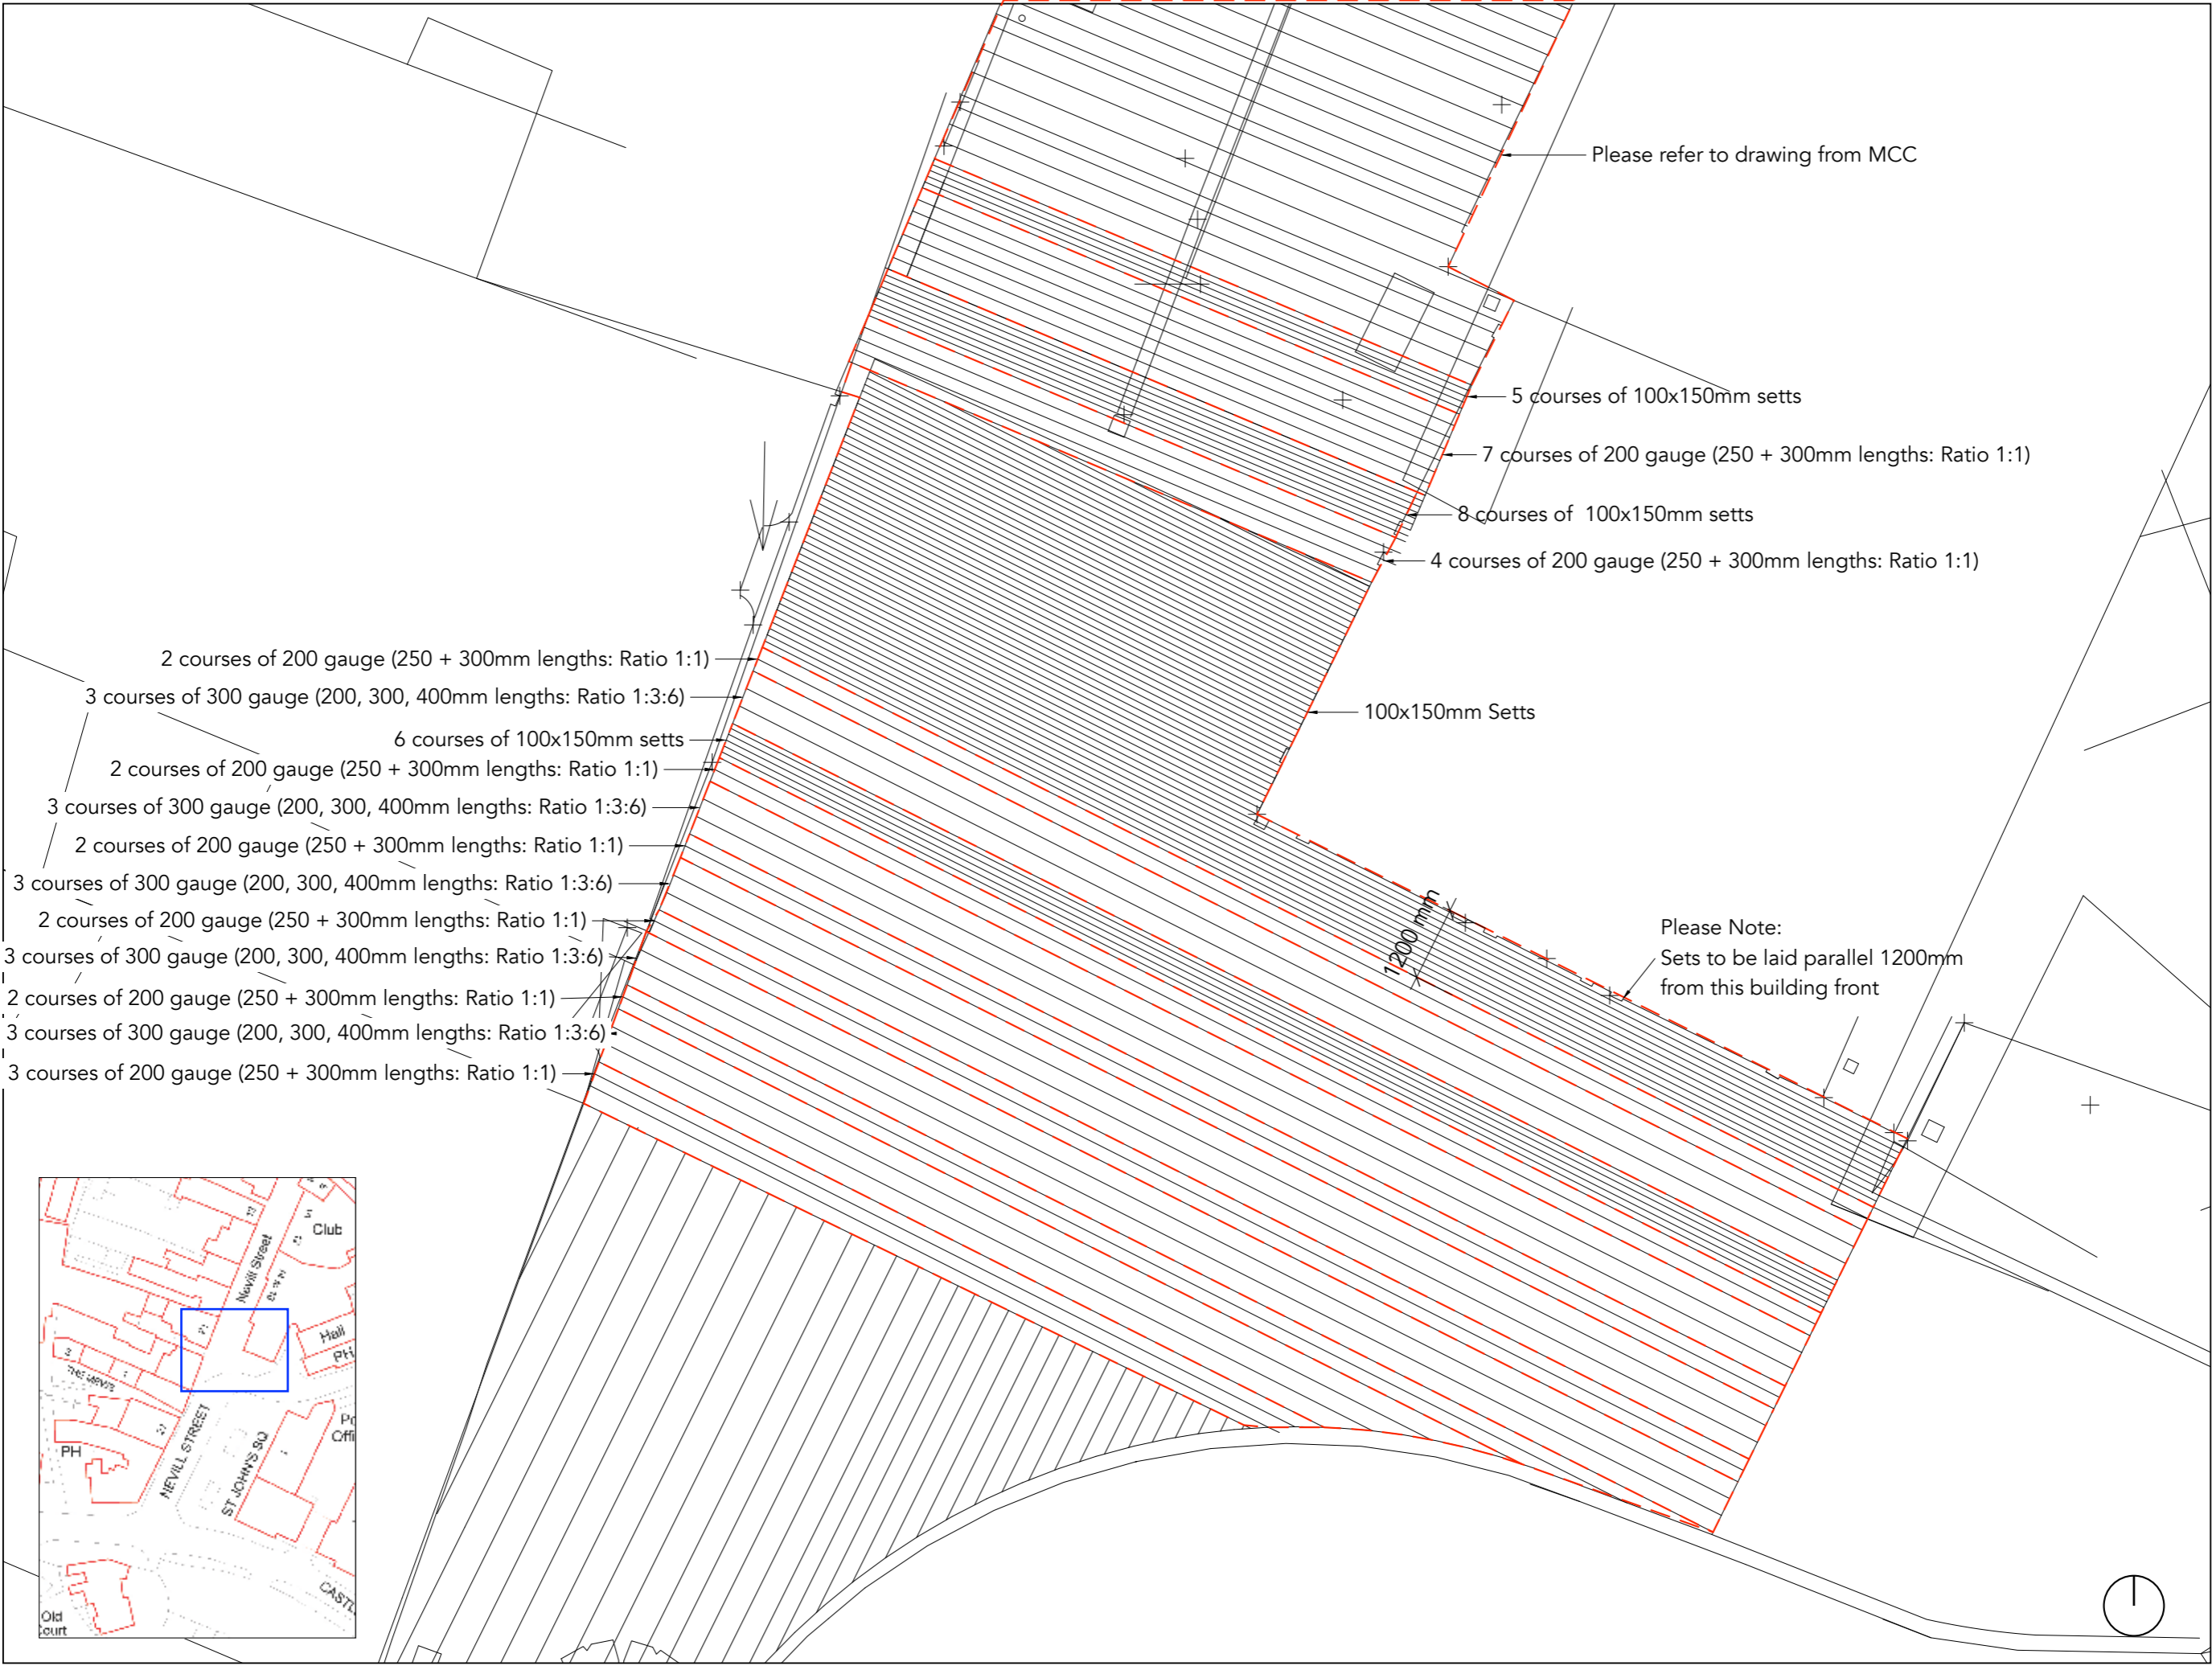 Please refer to drawing from MCC
5 courses of 100x150mm setts
7 courses of 200 gauge (250 + 300mm lengths: Ratio 1:1)
8 courses of 100x150mm setts
4 courses of 200 gauge (250 + 300mm lengths: Ratio 1:1)
2 courses of 200 gauge (250 + 300mm lengths: Ratio 1:1)
3 courses of 300 gauge (200, 300, 400mm lengths: Ratio 1:3:6)
100x150mm Setts
6 courses of 100x150mm setts
2 courses of 200 gauge (250 + 300mm lengths: Ratio 1:1)
3 courses of 300 gauge (200, 300, 400mm lengths: Ratio 1:3:6)
2 courses of 200 gauge (250 + 300mm lengths: Ratio 1:1)
3 courses of 300 gauge (200, 300, 400mm lengths: Ratio 1:3:6)
2 courses of 200 gauge (250 + 300mm lengths: Ratio 1:1)
3 courses of 300 gauge (200, 300, 400mm lengths: Ratio 1:3:6)
2 courses of 200 gauge (250 + 300mm lengths: Ratio 1:1)
3 courses of 300 gauge (200, 300, 400mm lengths: Ratio 1:3:6)
3 courses of 200 gauge (250 + 300mm lengths: Ratio 1:1)
1200 mm
Please Note:
Sets to be laid parallel 1200mm
from this building front
Club
Nevill Street
Hall
PH
THE MEWS
NEVILL STREET
ST JOHN'S SQ
Po
Offi
PH
CASTL
Old
Court